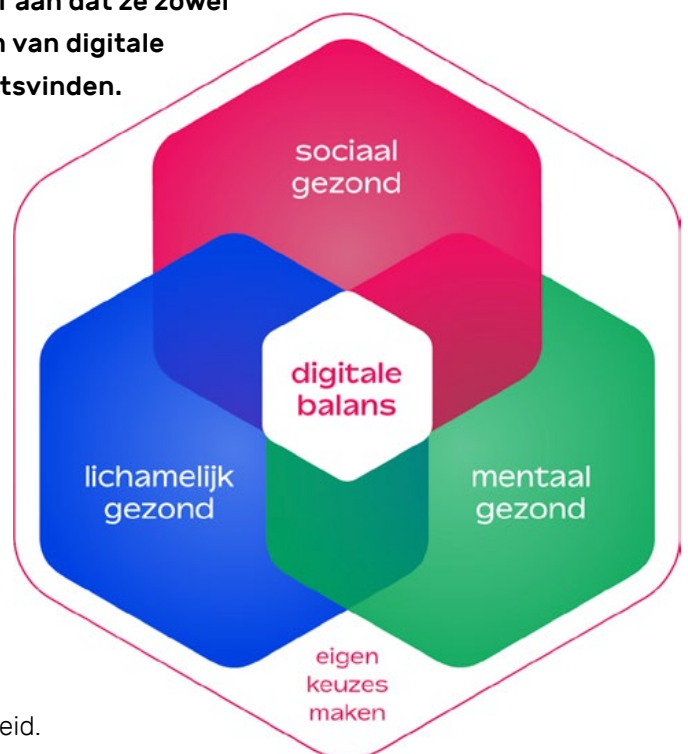 aan dat ze zowel
van digitale
tsvinden.
sociaal
gezond
digitale
balans
lichamelijk
gezond
mentaal
gezond
eigen
keuzes
maken
eid.